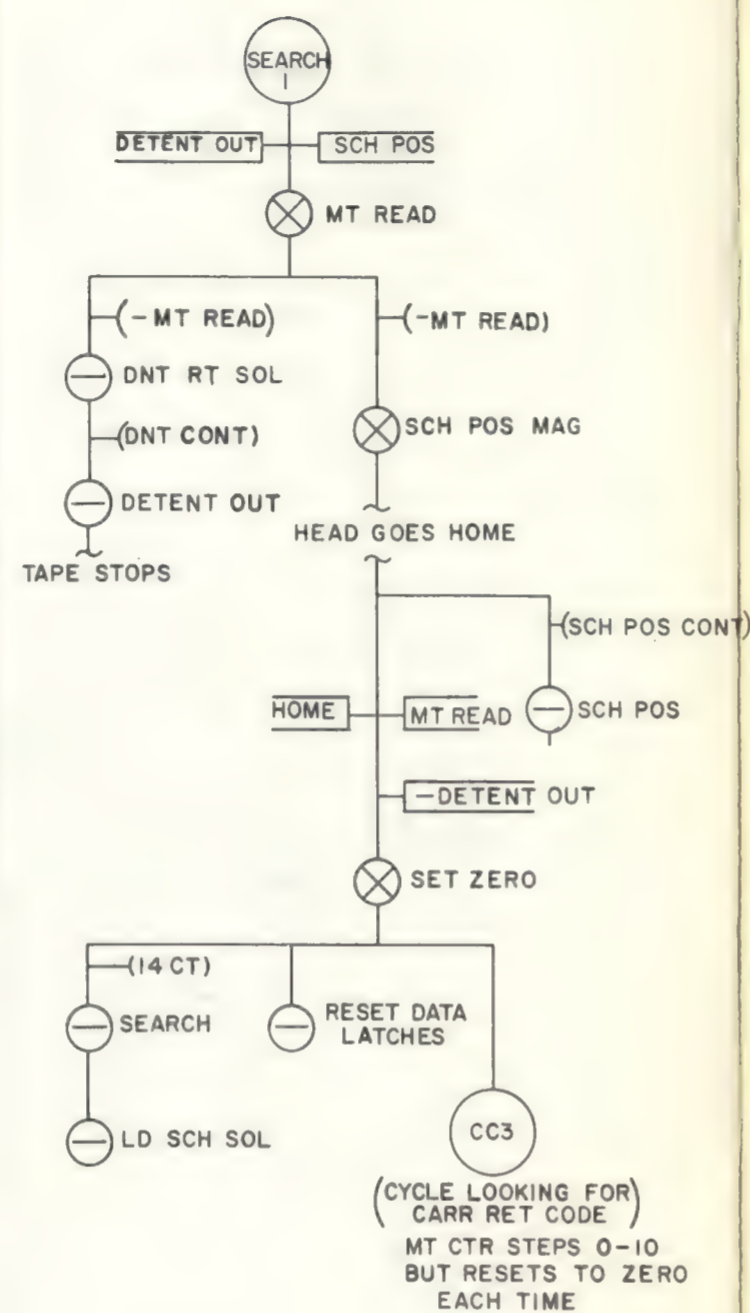 SEARCH
1
DETENT OUT
SCH POS
MT READ
(-MT READ)
(-MT READ)
DNT RT SOL
(DNT CONT)
SCH POS MAG
DETENT OUT
HEAD GOES HOME
TAPE STOPS
(SCH POS CONT)
HOME
MT READ
SCH POS
-DETENT OUT
SET ZERO
(14 CT)
SEARCH
RESET DATA
LATCHES
LD SCH SOL
CC3
(CYCLE LOOKING FOR
CARR RET CODE)
MT CTR STEPS 0-10
BUT RESETS TO ZERO
EACH TIME